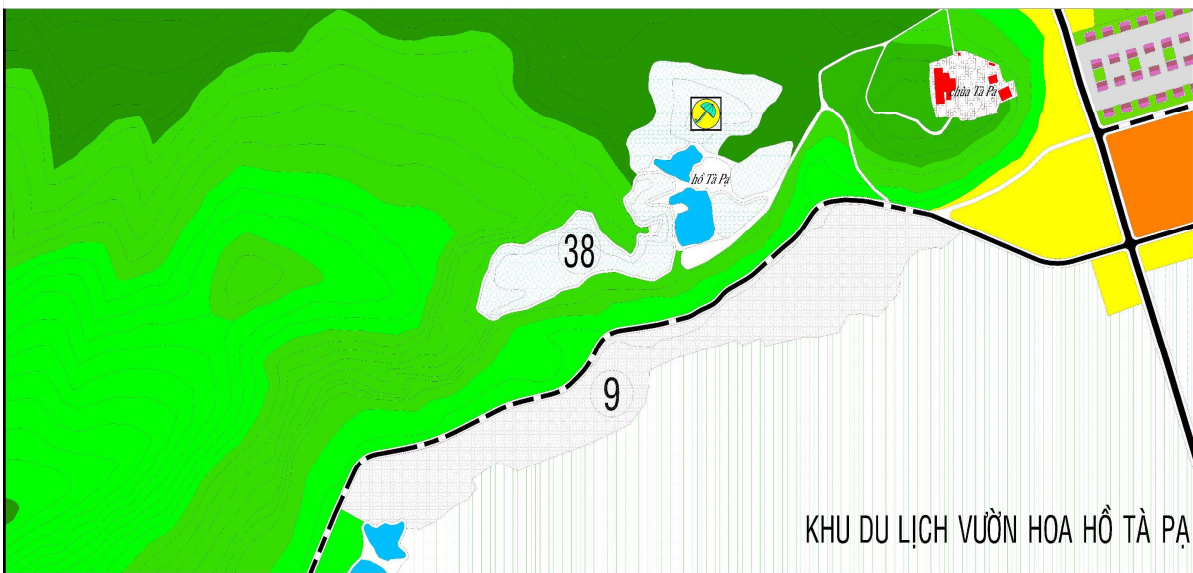 chùa Tà Pạ
hồ Tà Pạ
38
9
KHU DU LỊCH VƯỜN HOA HỒ TÀ PẠ